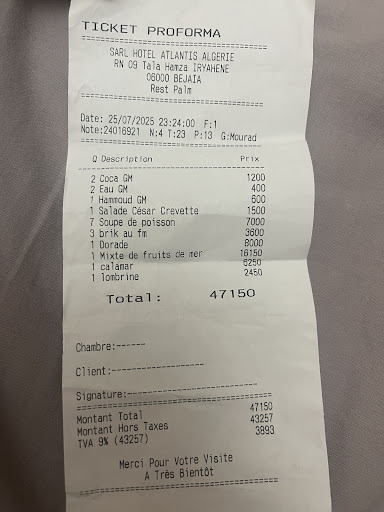 TICKET PROFORMA
================================
SARL HOTEL ATLANTIS ALGERIE
RN 09 Tala Hamza IRYAHENE
06000 BEJAIA
Rest Palm
================================
Date: 25/07/2025 23:24:00 F:1
Note:24016921 N:4 T:23 P:13 G:Mourad
Q Description Prix
2 Coca GM 1200
2 Eau GM 400
1 Hammoud GM 600
1 Salade César Crevette 1500
7 Soupe de poisson 7000
3 brik au fm 3600
1 Dorade 8000
1 Mixte de fruits de mer 16150
1 calamar 6250
1 lombrine 2450
Total: 47150
Chambre:------
Client:------------------
Signature:--------------------------
================================
Montant Total 47150
Montant Hors Taxes 43257
TVA 9% (43257) 3893
Merci Pour Votre Visite
A Très Bientôt
================================